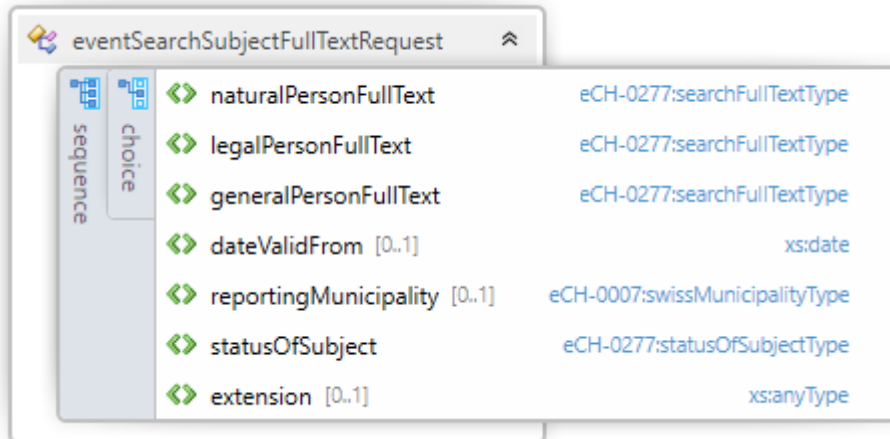 eventSearchSubjectFullTextRequest
sequence
choice
naturalPersonFullText eCH-0277:searchFullTextType
legalPersonFullText eCH-0277:searchFullTextType
generalPersonFullText eCH-0277:searchFullTextType
dateValidFrom [0..1] xs:date
reportingMunicipality [0..1] eCH-0007:swissMunicipalityType
statusOfSubject eCH-0277:statusOfSubjectType
extension [0..1] xs:anyType